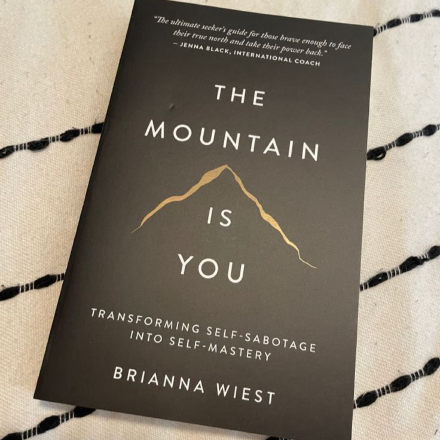 "The ultimate seeker's guide for those brave enough to face
their true north and take their power back."
– JENNA BLACK, INTERNATIONAL COACH
THE
MOUNTAIN
IS
YOU
TRANSFORMING SELF-SABOTAGE
INTO SELF-MASTERY
BRIANNA WIEST